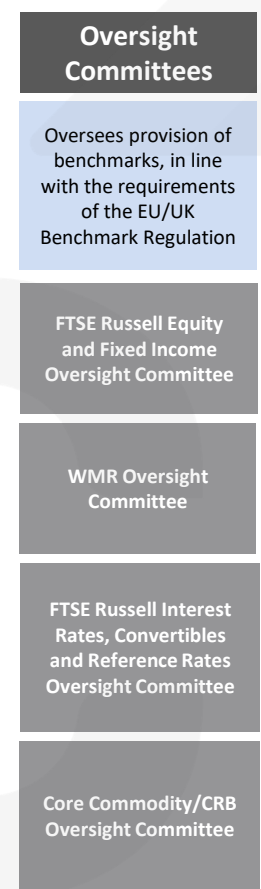 Oversight
Committees
Oversees provision of
benchmarks, in line
with the requirements
of the EU/UK
Benchmark Regulation
FTSE Russell Equity
and Fixed Income
Oversight Committee
WMR Oversight
Committee
FTSE Russell Interest
Rates, Convertibles
and Reference Rates
Oversight Committee
Core Commodity/CRB
Oversight Committee